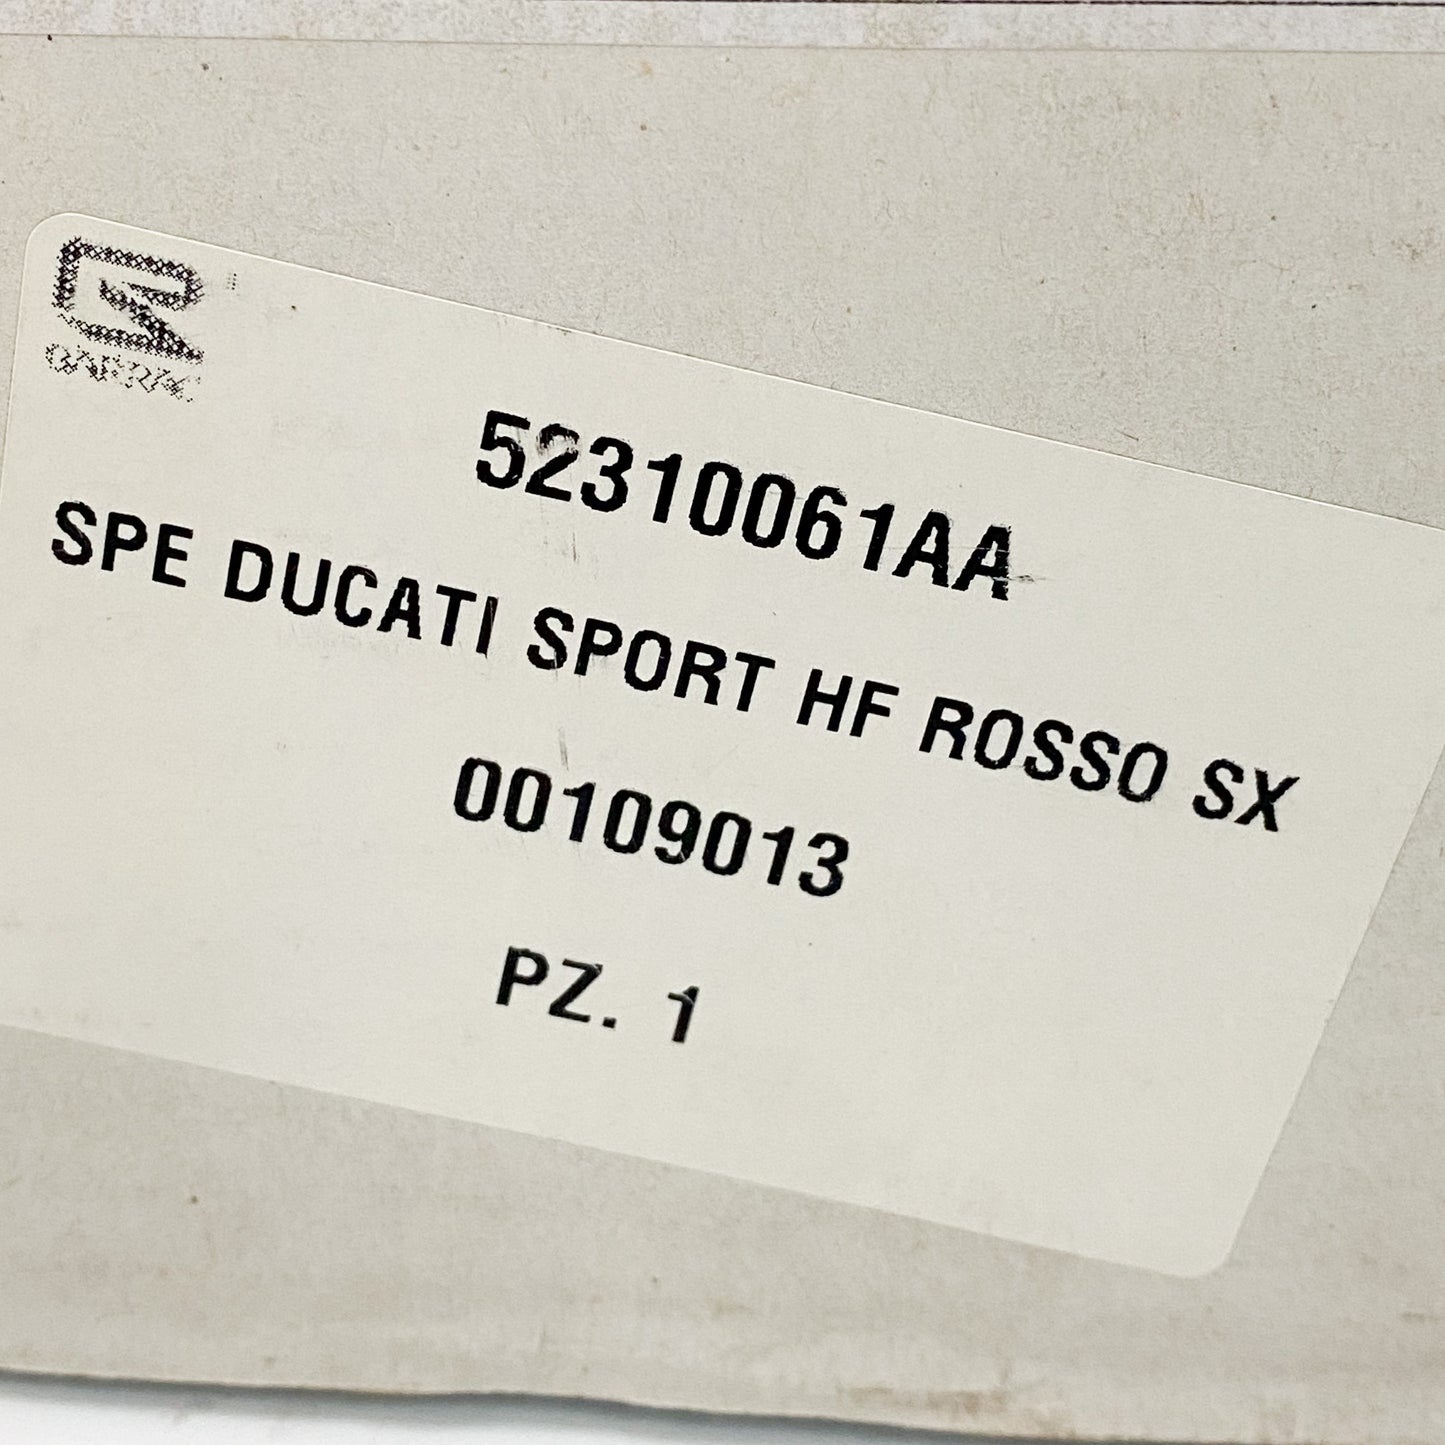 52310061AA
SPE DUCATI SPORT HF ROSSO SX
00109013
PZ. 1